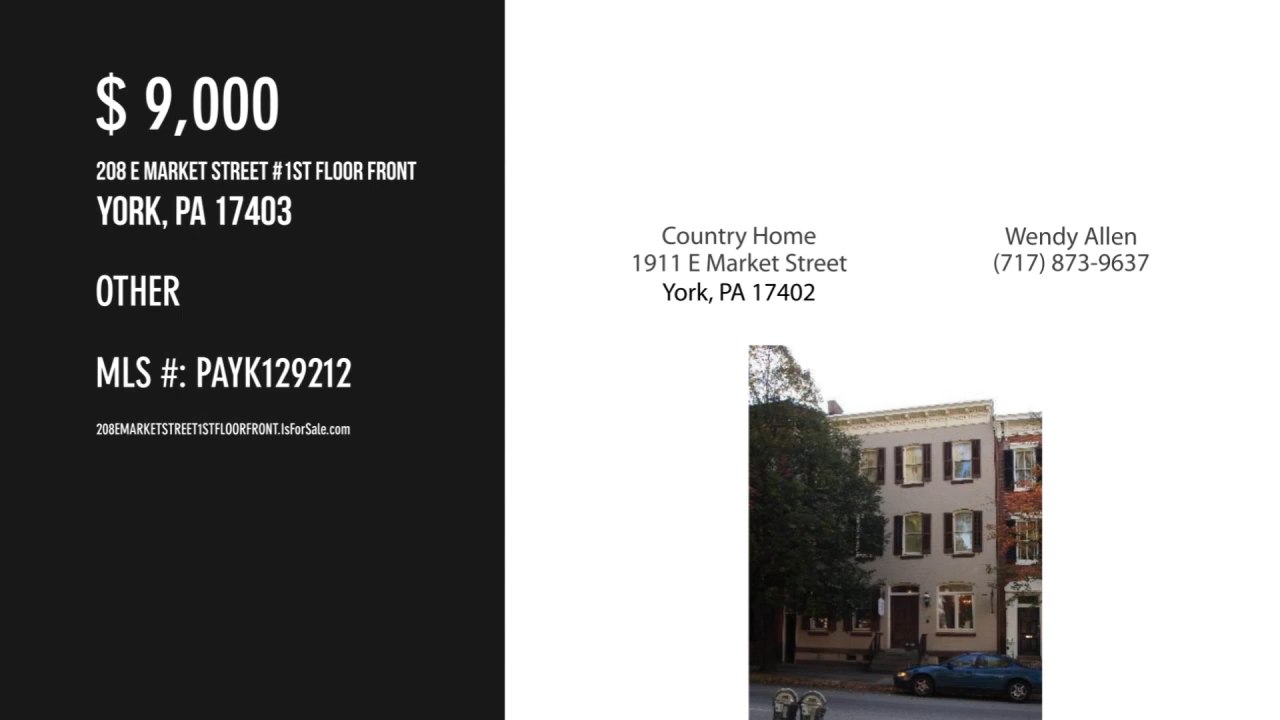 $ 9,000
208 E MARKET STREET #1ST FLOOR FRONT
YORK, PA 17403
OTHER
MLS #: PAYK129212
208EMARKETSTREET1STFLOORFRONT.IsForSale.com
Country Home
1911 E Market Street
York, PA 17402
Wendy Allen
(717) 873-9637